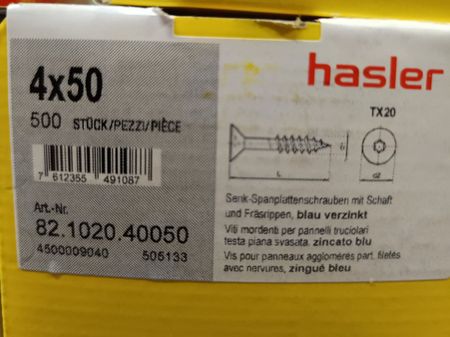 4x50
500 STÜCK/PEZZI/PIÈCE
7 612355 491087
Art.-Nr.
82.1020.40050
4500009040 505133
hasler
TX20
L
d2
Senk-Spanplattenschrauben mit Schaft
und Fräsrippen, blau verzinkt
Viti mordenti per pannelli truciolari
testa piana svasata, zincato blu
Vis pour panneaux agglomérés part. filetées
avec nervures, zingué bleu